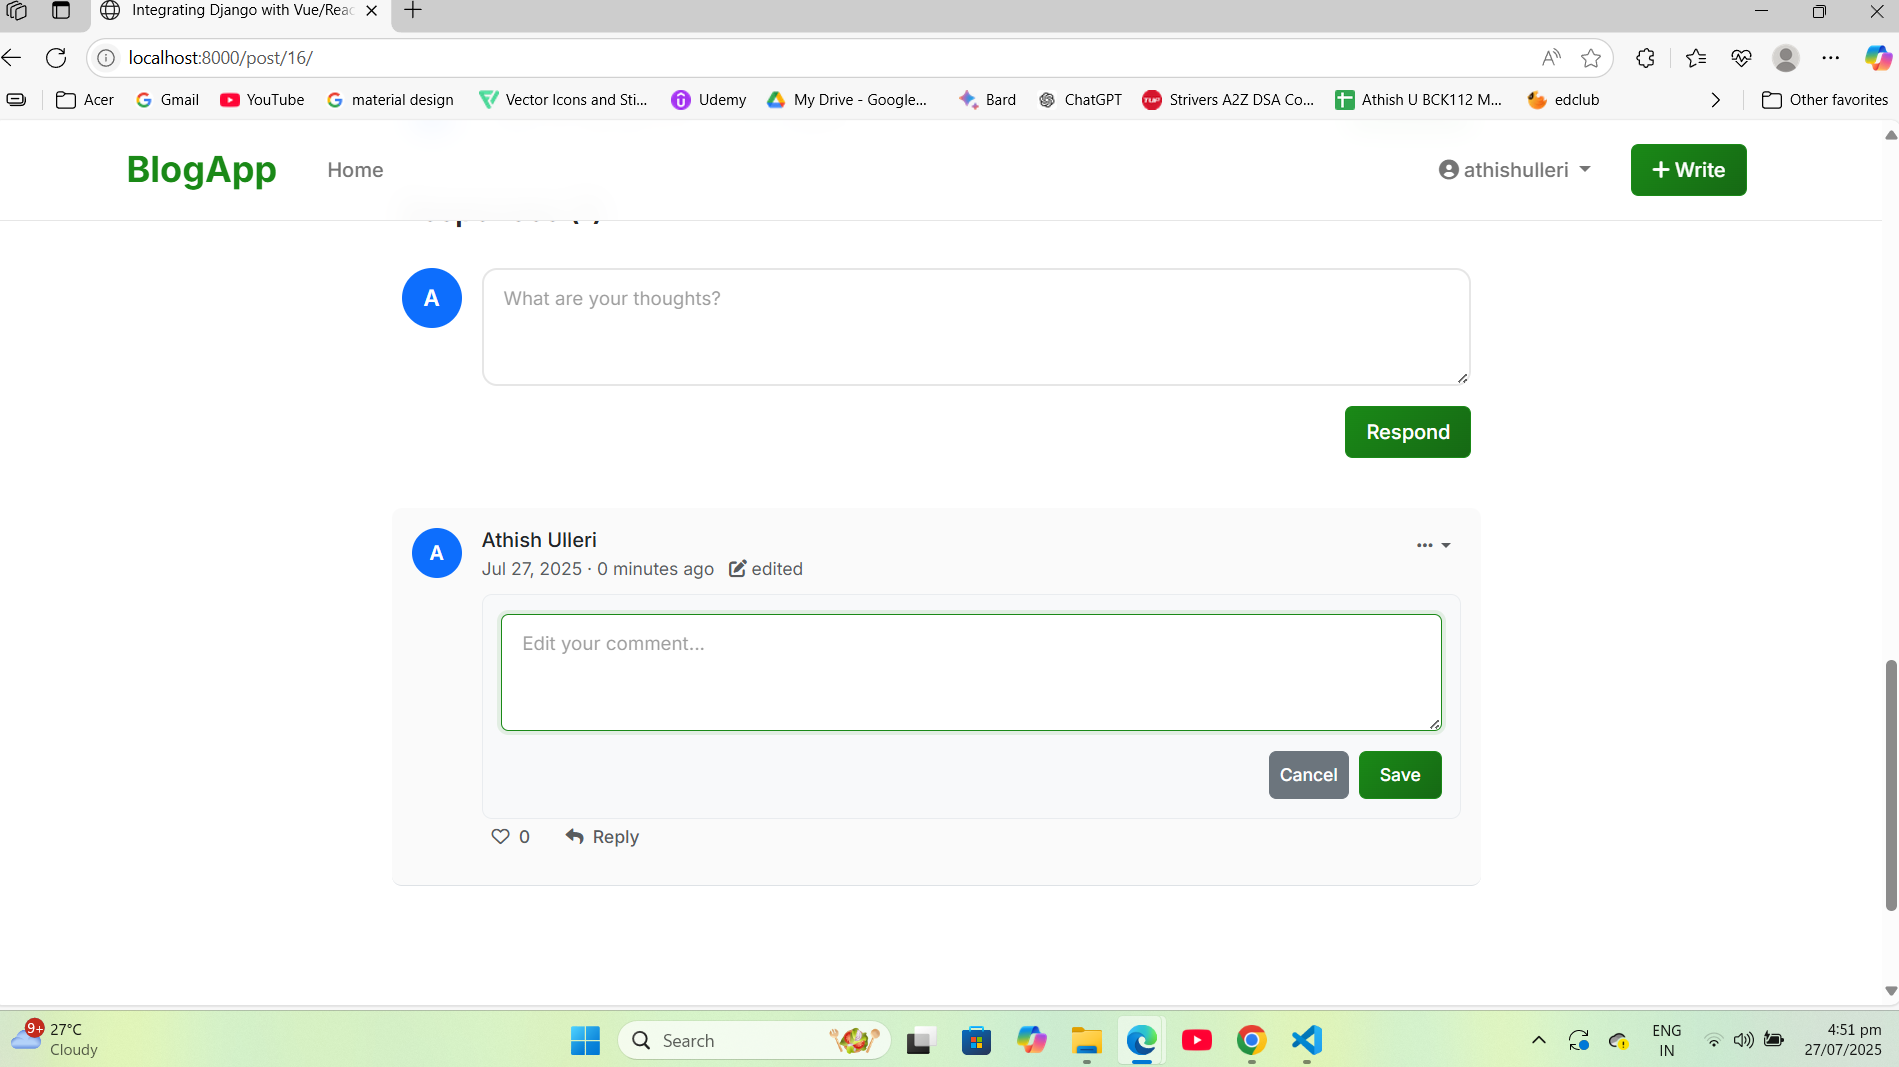 Integrating Django with Vue/Reac
localhost:8000/post/16/
Acer Gmail YouTube material design Vector Icons and Sti... Udemy My Drive - Google... Bard ChatGPT Strivers A2Z DSA Co... Athish U BCK112 M... edclub Other favorites
BlogApp Home athishulleri + Write
A What are your thoughts?
Respond
A Athish Ulleri
Jul 27, 2025 · 0 minutes ago edited
Edit your comment...
Cancel Save
0 Reply
9+ 27°C
Cloudy
Search
ENG
IN
4:51 pm
27/07/2025